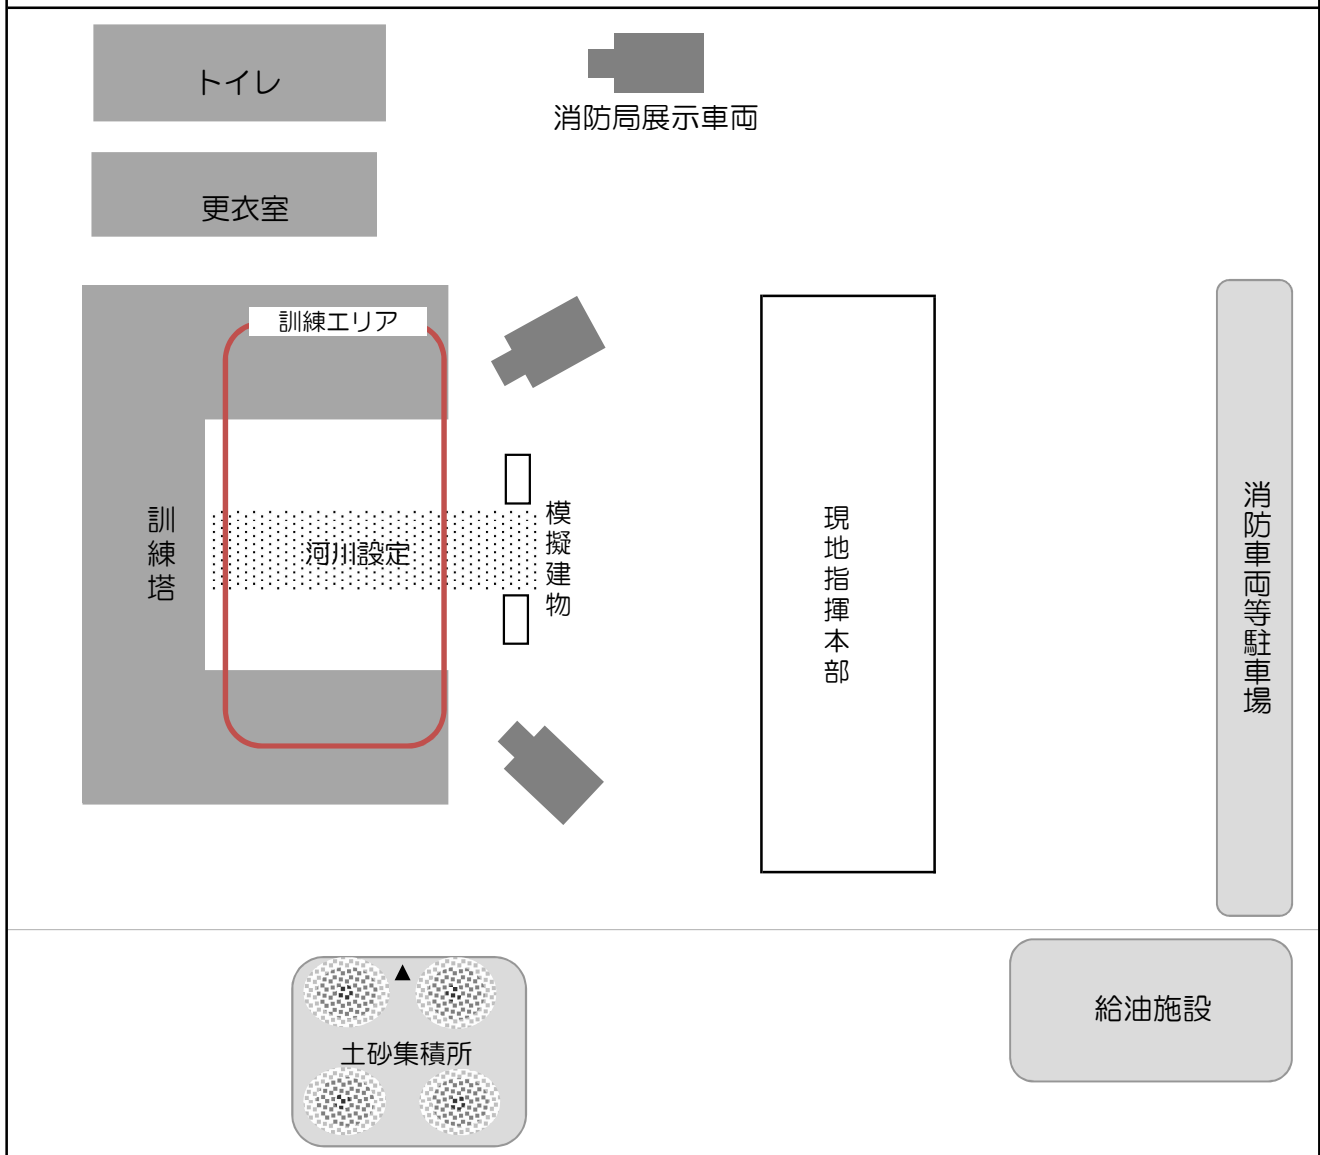 トイレ
消防局展示車両
更衣室
訓練エリア
訓練塔
河川設定
模擬建物
現地指揮本部
消防車両等駐車場
土砂集積所
給油施設